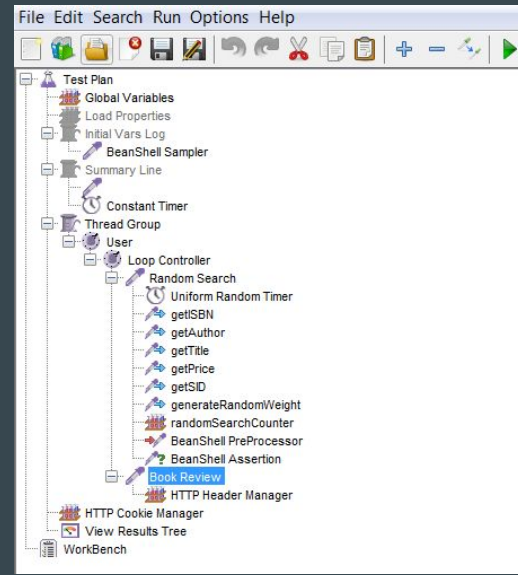 File Edit Search Run Options Help
Test Plan
Global Variables
Load Properties
Initial Vars Log
BeanShell Sampler
Summary Line
Constant Timer
Thread Group
User
Loop Controller
Random Search
Uniform Random Timer
getISBN
getAuthor
getTitle
getPrice
getSID
generateRandomWeight
randomSearchCounter
BeanShell PreProcessor
BeanShell Assertion
Book Review
HTTP Header Manager
HTTP Cookie Manager
View Results Tree
WorkBench